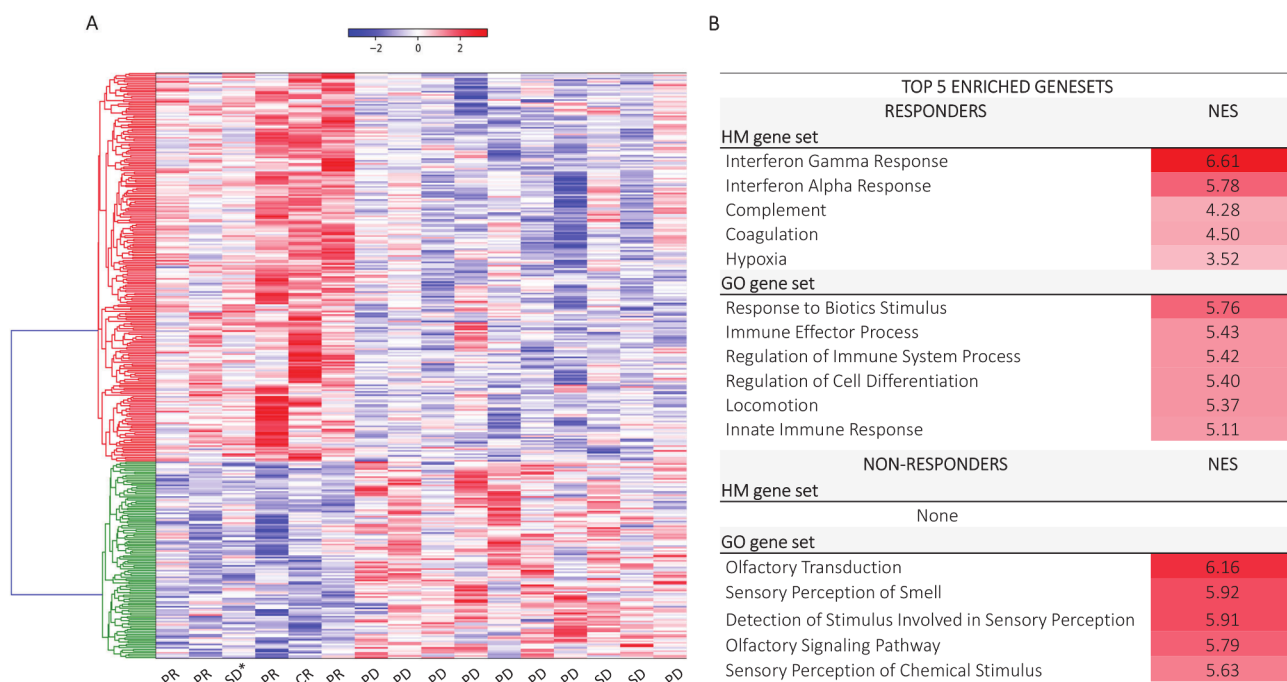 A
B
−2 0 2
TOP 5 ENRICHED GENESETS
RESPONDERS NES
HM gene set
Interferon Gamma Response 6.61
Interferon Alpha Response 5.78
Complement 4.28
Coagulation 4.50
Hypoxia 3.52
GO gene set
Response to Biotics Stimulus 5.76
Immune Effector Process 5.43
Regulation of Immune System Process 5.42
Regulation of Cell Differentiation 5.40
Locomotion 5.37
Innate Immune Response 5.11
NON-RESPONDERS NES
HM gene set
None
GO gene set
Olfactory Transduction 6.16
Sensory Perception of Smell 5.92
Detection of Stimulus Involved in Sensory Perception 5.91
Olfactory Signaling Pathway 5.79
Sensory Perception of Chemical Stimulus 5.63
PR PR SD* PR CR PR PD PD PD PD PD PD PD SD SD PD